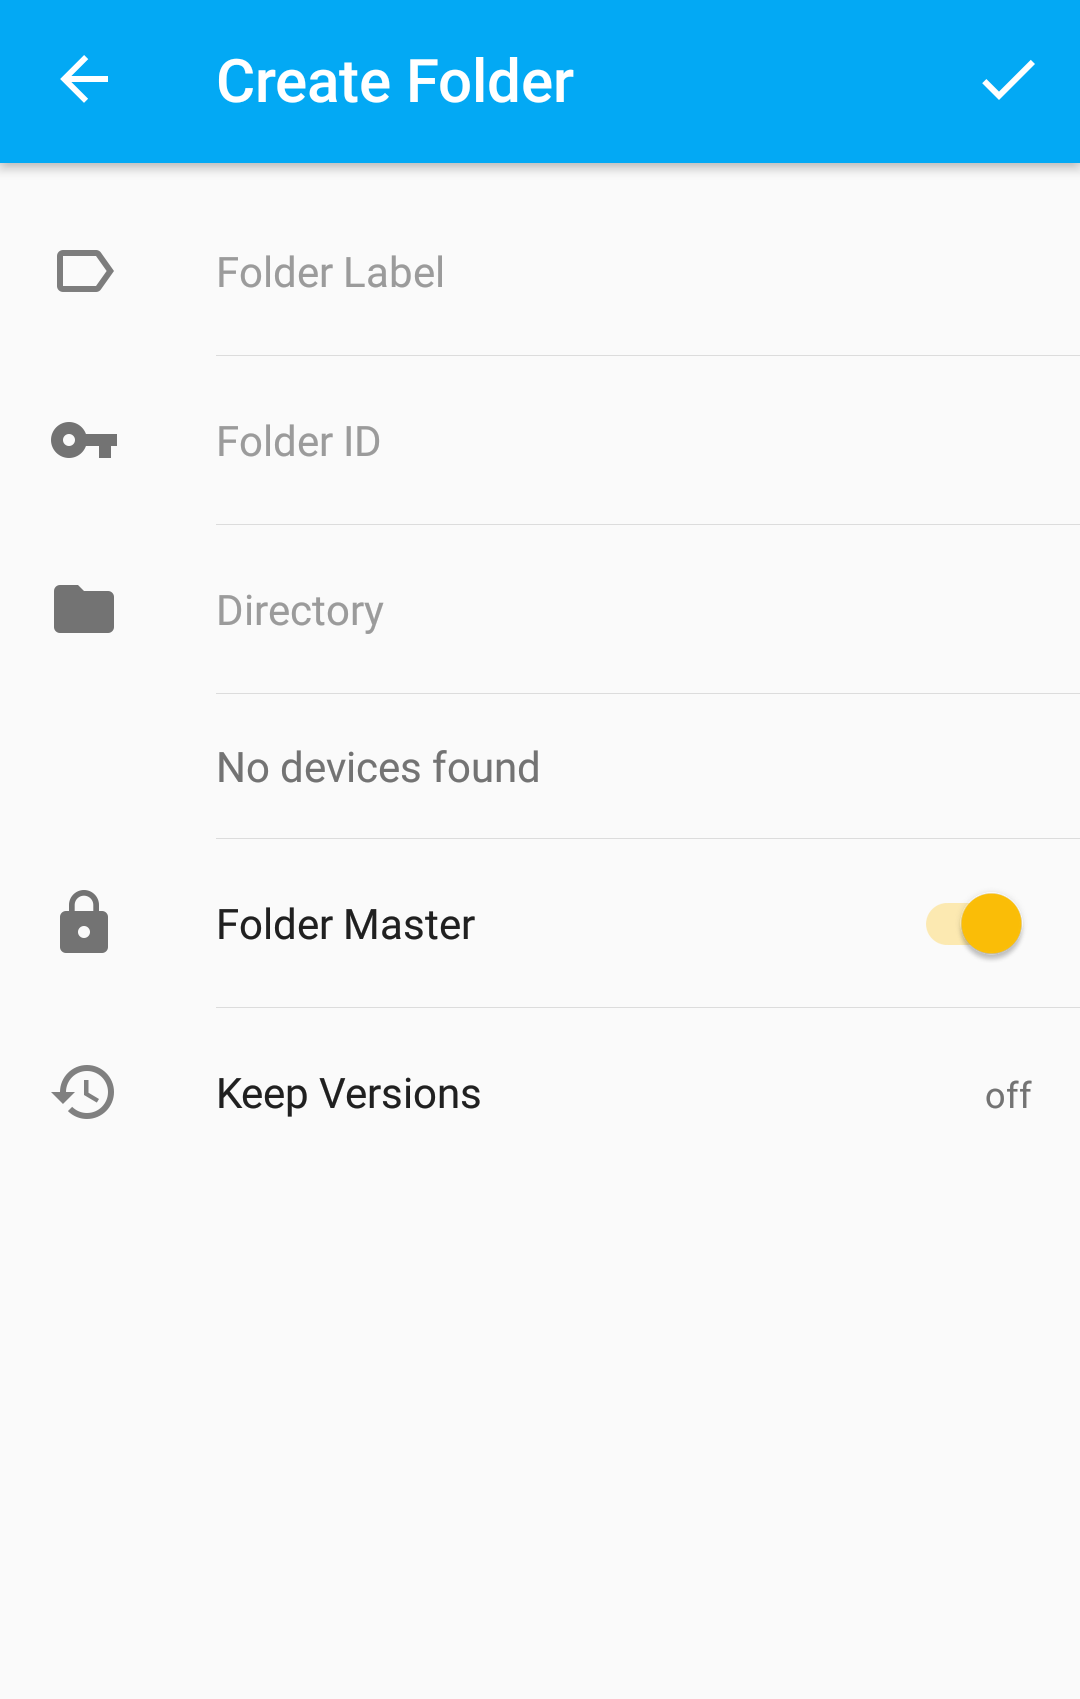 Create Folder
Folder Label
Folder ID
Directory
No devices found
Folder Master
Keep Versions off